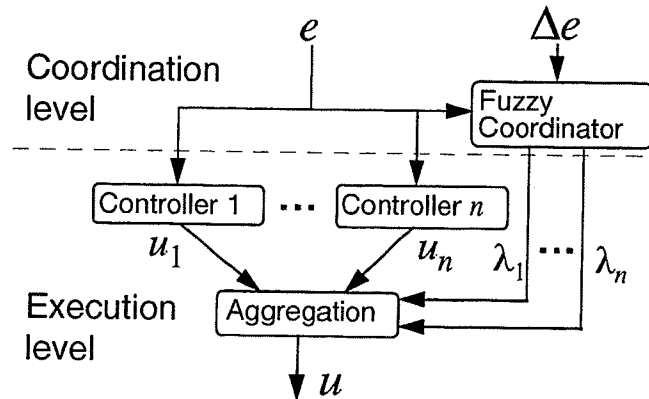 e
Δe
Coordination
level
Fuzzy
Coordinator
Controller 1
...
Controller n
u1
un
λ1
...
λn
Execution
level
Aggregation
u